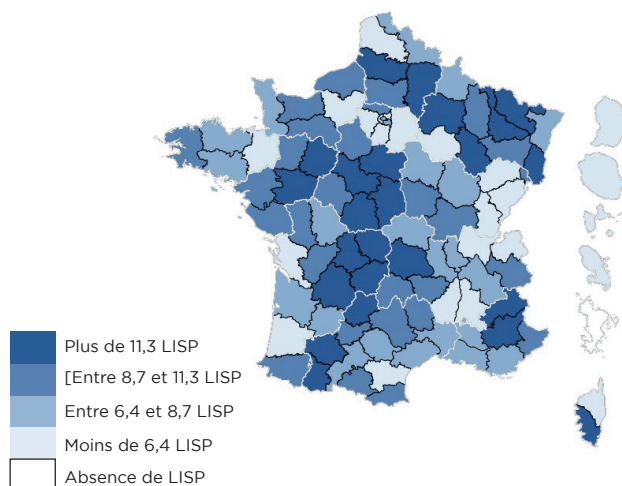 Plus de 11,3 LISP
[Entre 8,7 et 11,3 LISP
Entre 6,4 et 8,7 LISP
Moins de 6,4 LISP
Absence de LISP